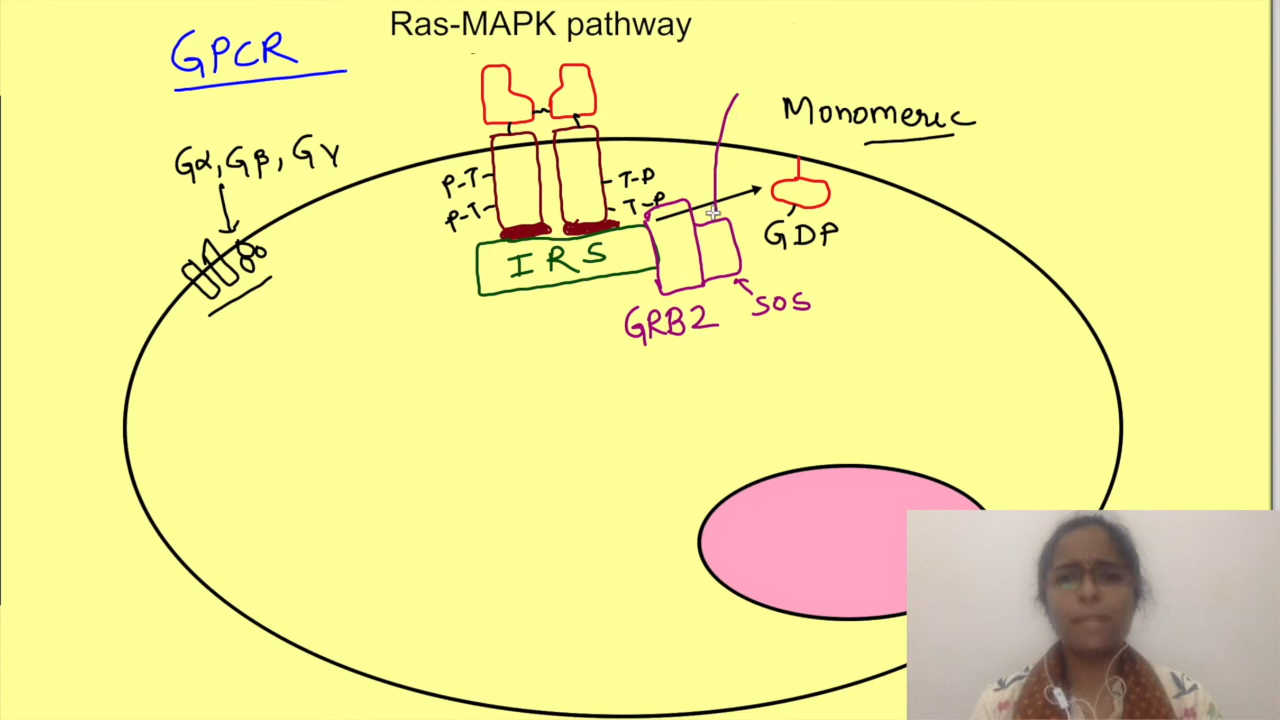 Ras-MAPK pathway
GPCR
Monomeric
Gα, Gβ, Gγ
P-T
T-P
P-T
T-P
GDP
IRS
SOS
GRB2